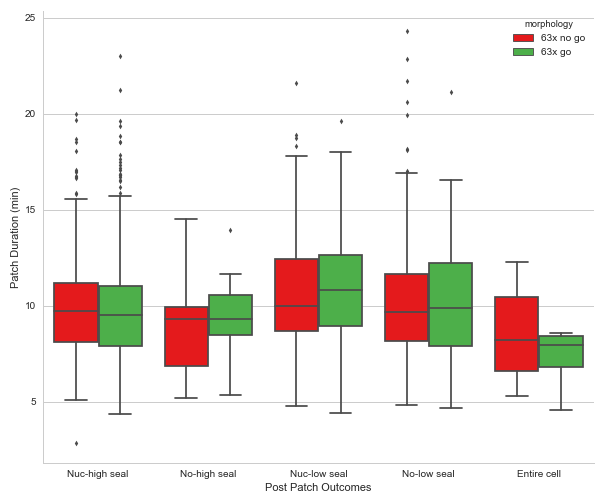 25
20
15
10
5
Patch Duration (min)
morphology
63x no go
63x go
Nuc-high seal
No-high seal
Nuc-low seal
No-low seal
Entire cell
Post Patch Outcomes